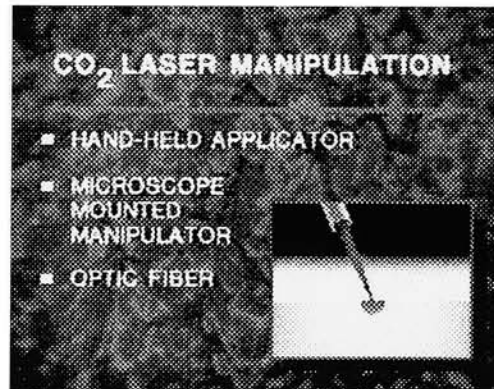 CO₂ LASER MANIPULATION
■ HAND-HELD APPLICATOR
■ MICROSCOPE
MOUNTED
MANIPULATOR
■ OPTIC FIBER